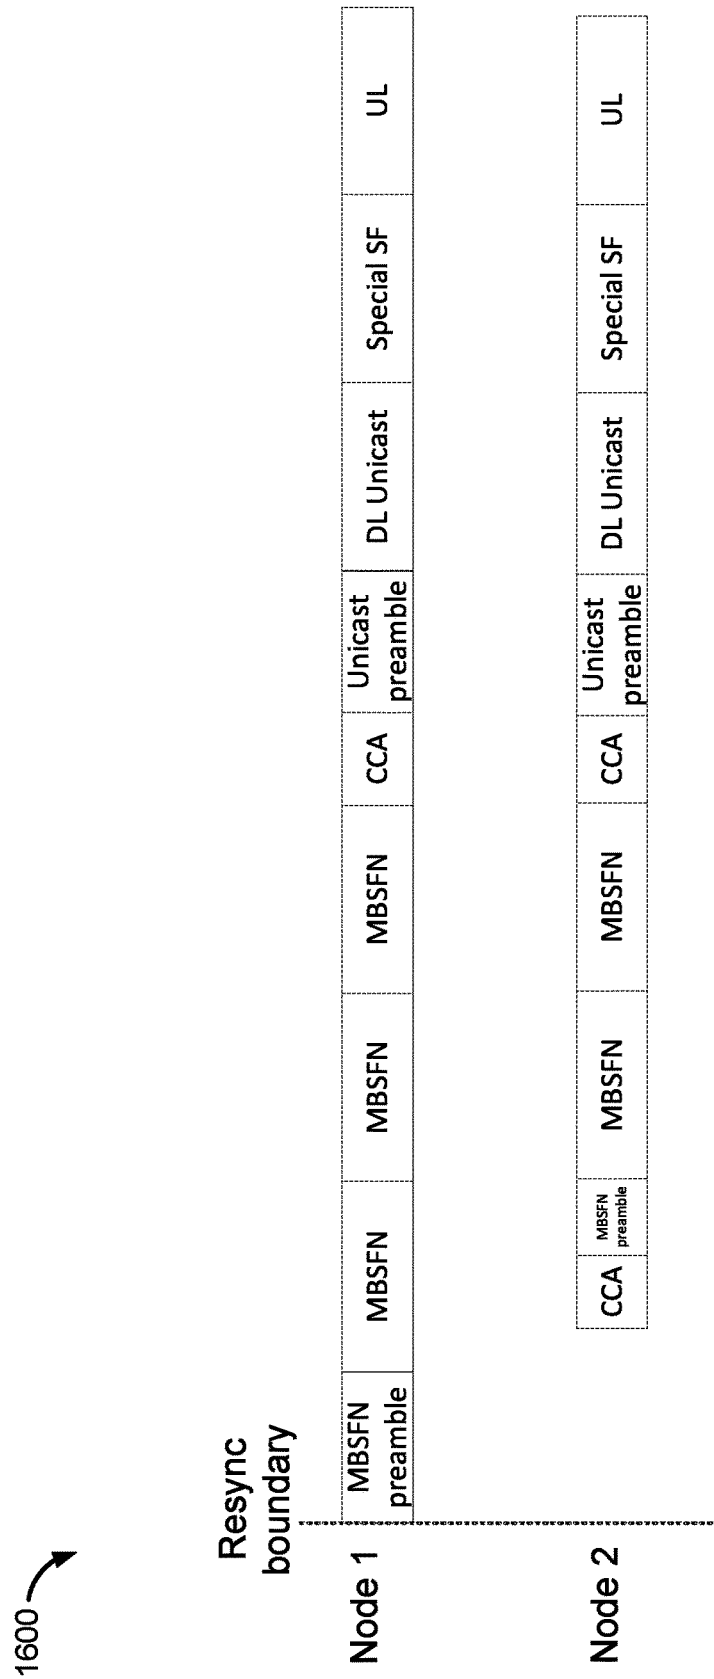 1600
Resync
boundary
Node 1
MBSFN
preamble
MBSFN
MBSFN
MBSFN
CCA
Unicast
preamble
DL Unicast
Special SF
UL
Node 2
CCA
MBSFN
preamble
MBSFN
MBSFN
CCA
Unicast
preamble
DL Unicast
Special SF
UL